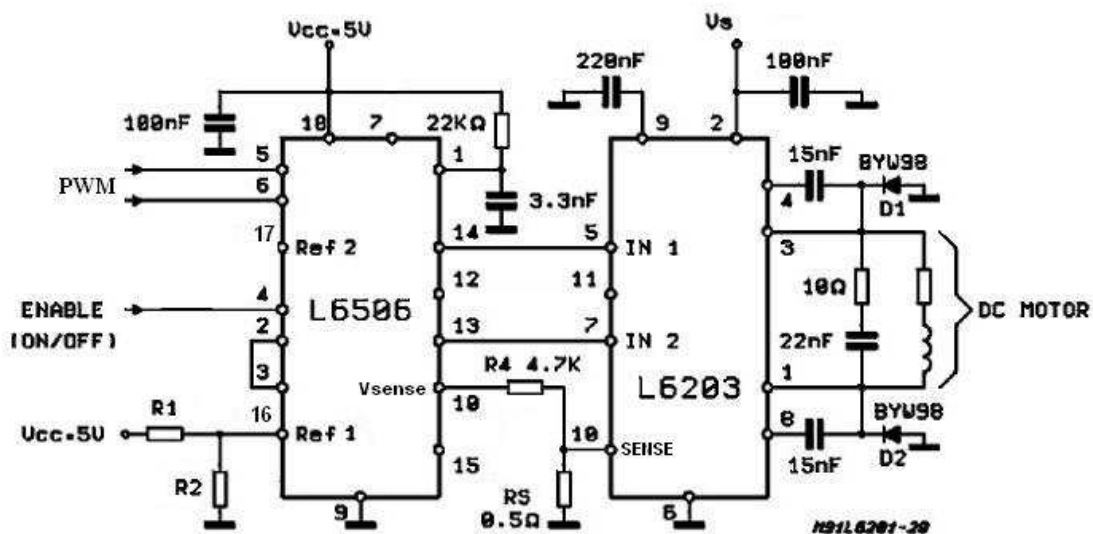 Vcc=5V
Vs
220nF
100nF
100nF
18
7
22KΩ
9
2
5
1
15nF
BYW98
PWM
6
3.3nF
4
D1
17
Ref 2
14
5
IN 1
3
12
11
10Ω
ENABLE
(ON/OFF)
4
L6506
DC MOTOR
2
13
7
IN 2
22nF
3
R4 4.7K
L6203
1
Vsense
10
16
R1
Vcc=5V
Ref 1
10
SENSE
8
BYW98
15
15nF
D2
R2
RS
0.5Ω
9
6
M91L6201-20